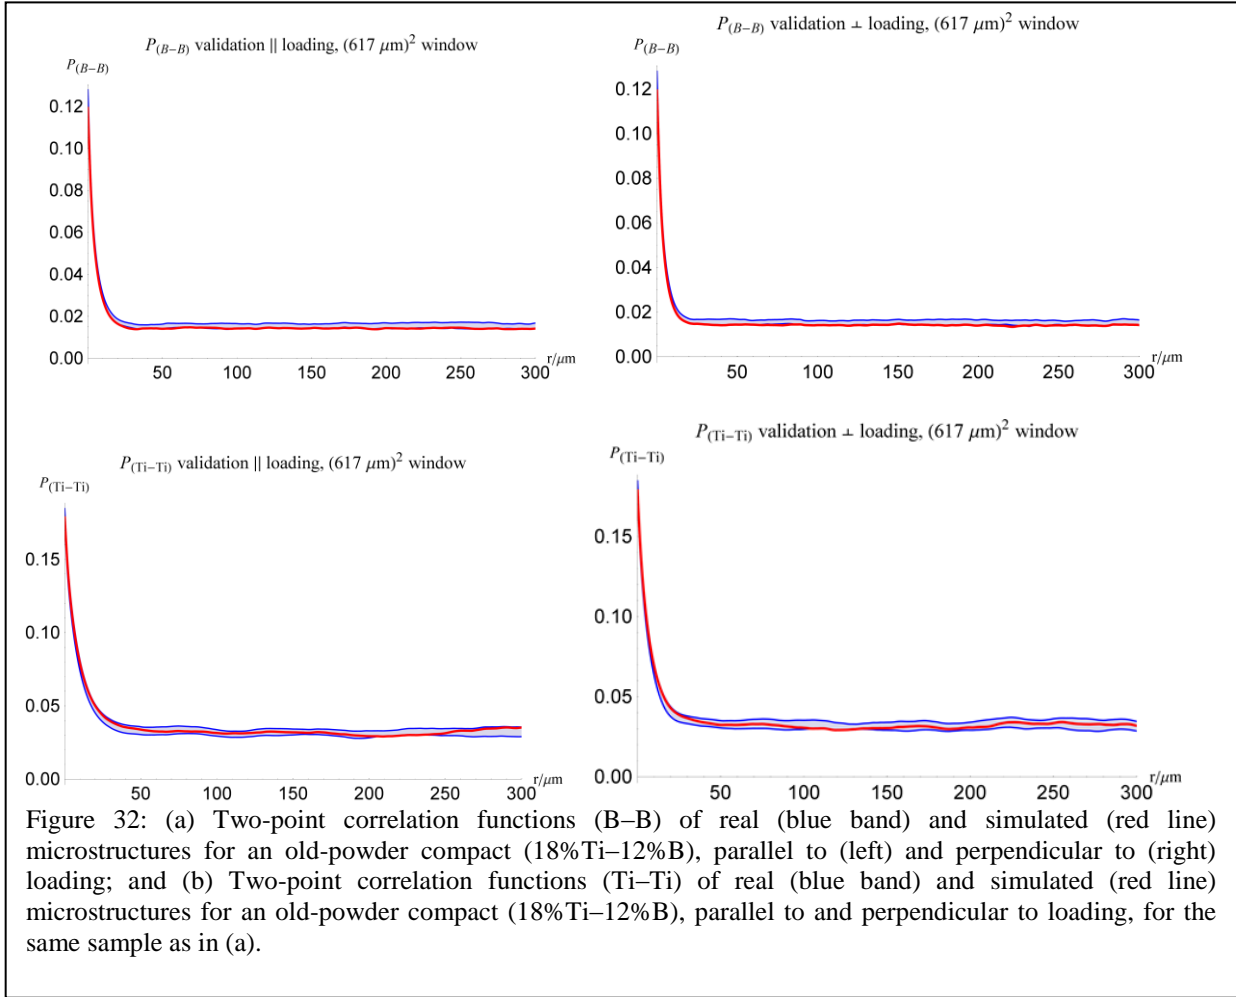 P(B−B) validation || loading, (617 μm)² window
P(B−B)
0.12
0.10
0.08
0.06
0.04
0.02
0.00
50 100 150 200 250 300
r/μm
P(B−B) validation ⊥ loading, (617 μm)² window
P(B−B)
0.12
0.10
0.08
0.06
0.04
0.02
0.00
50 100 150 200 250 300
r/μm
P(Ti−Ti) validation || loading, (617 μm)² window
P(Ti−Ti)
0.15
0.10
0.05
0.00
50 100 150 200 250 300
r/μm
P(Ti−Ti) validation ⊥ loading, (617 μm)² window
P(Ti−Ti)
0.15
0.10
0.05
0.00
50 100 150 200 250 300
r/μm
Figure 32: (a) Two-point correlation functions (B–B) of real (blue band) and simulated (red line)
microstructures for an old-powder compact (18%Ti–12%B), parallel to (left) and perpendicular to (right)
loading; and (b) Two-point correlation functions (Ti–Ti) of real (blue band) and simulated (red line)
microstructures for an old-powder compact (18%Ti–12%B), parallel to and perpendicular to loading, for the
same sample as in (a).